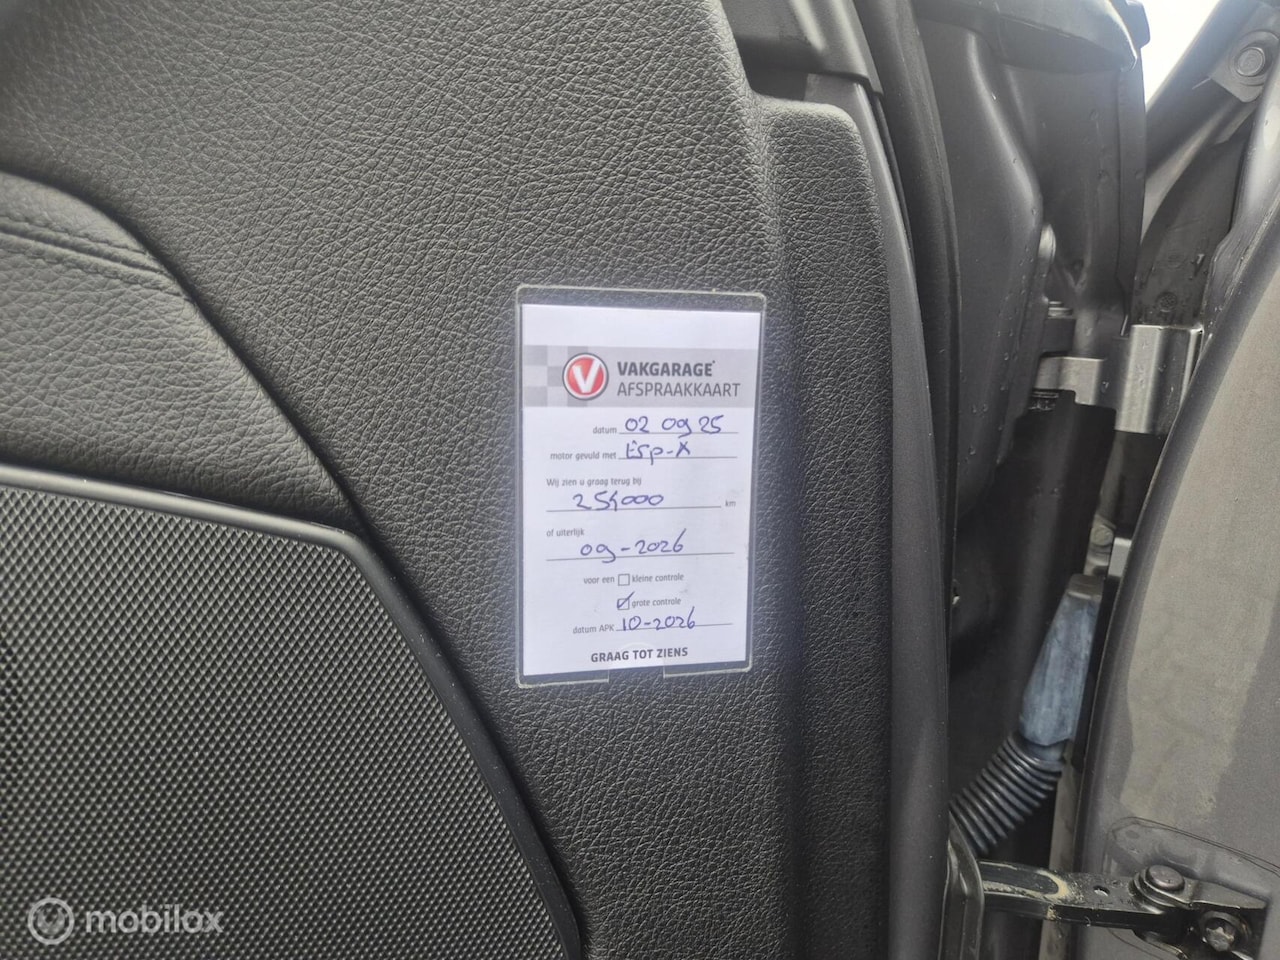 V VAKGARAGE®
AFSPRAAKKAART
datum 02 09 25
motor gevuld met ESP-X
Wij zien u graag terug bij
254000 km
of uiterlijk
09-2026
voor een kleine controle
grote controle
datum APK 10-2026
GRAAG TOT ZIENS
mobilox